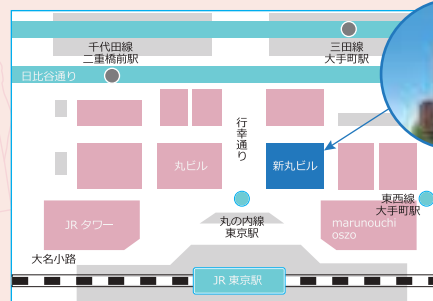 千代田線
二重橋前駅
三田線
大手町駅
日比谷通り
行幸通り
丸ビル
新丸ビル
東西線
大手町駅
JR タワー
丸の内線
東京駅
marunouchi
oszo
大名小路
JR 東京駅